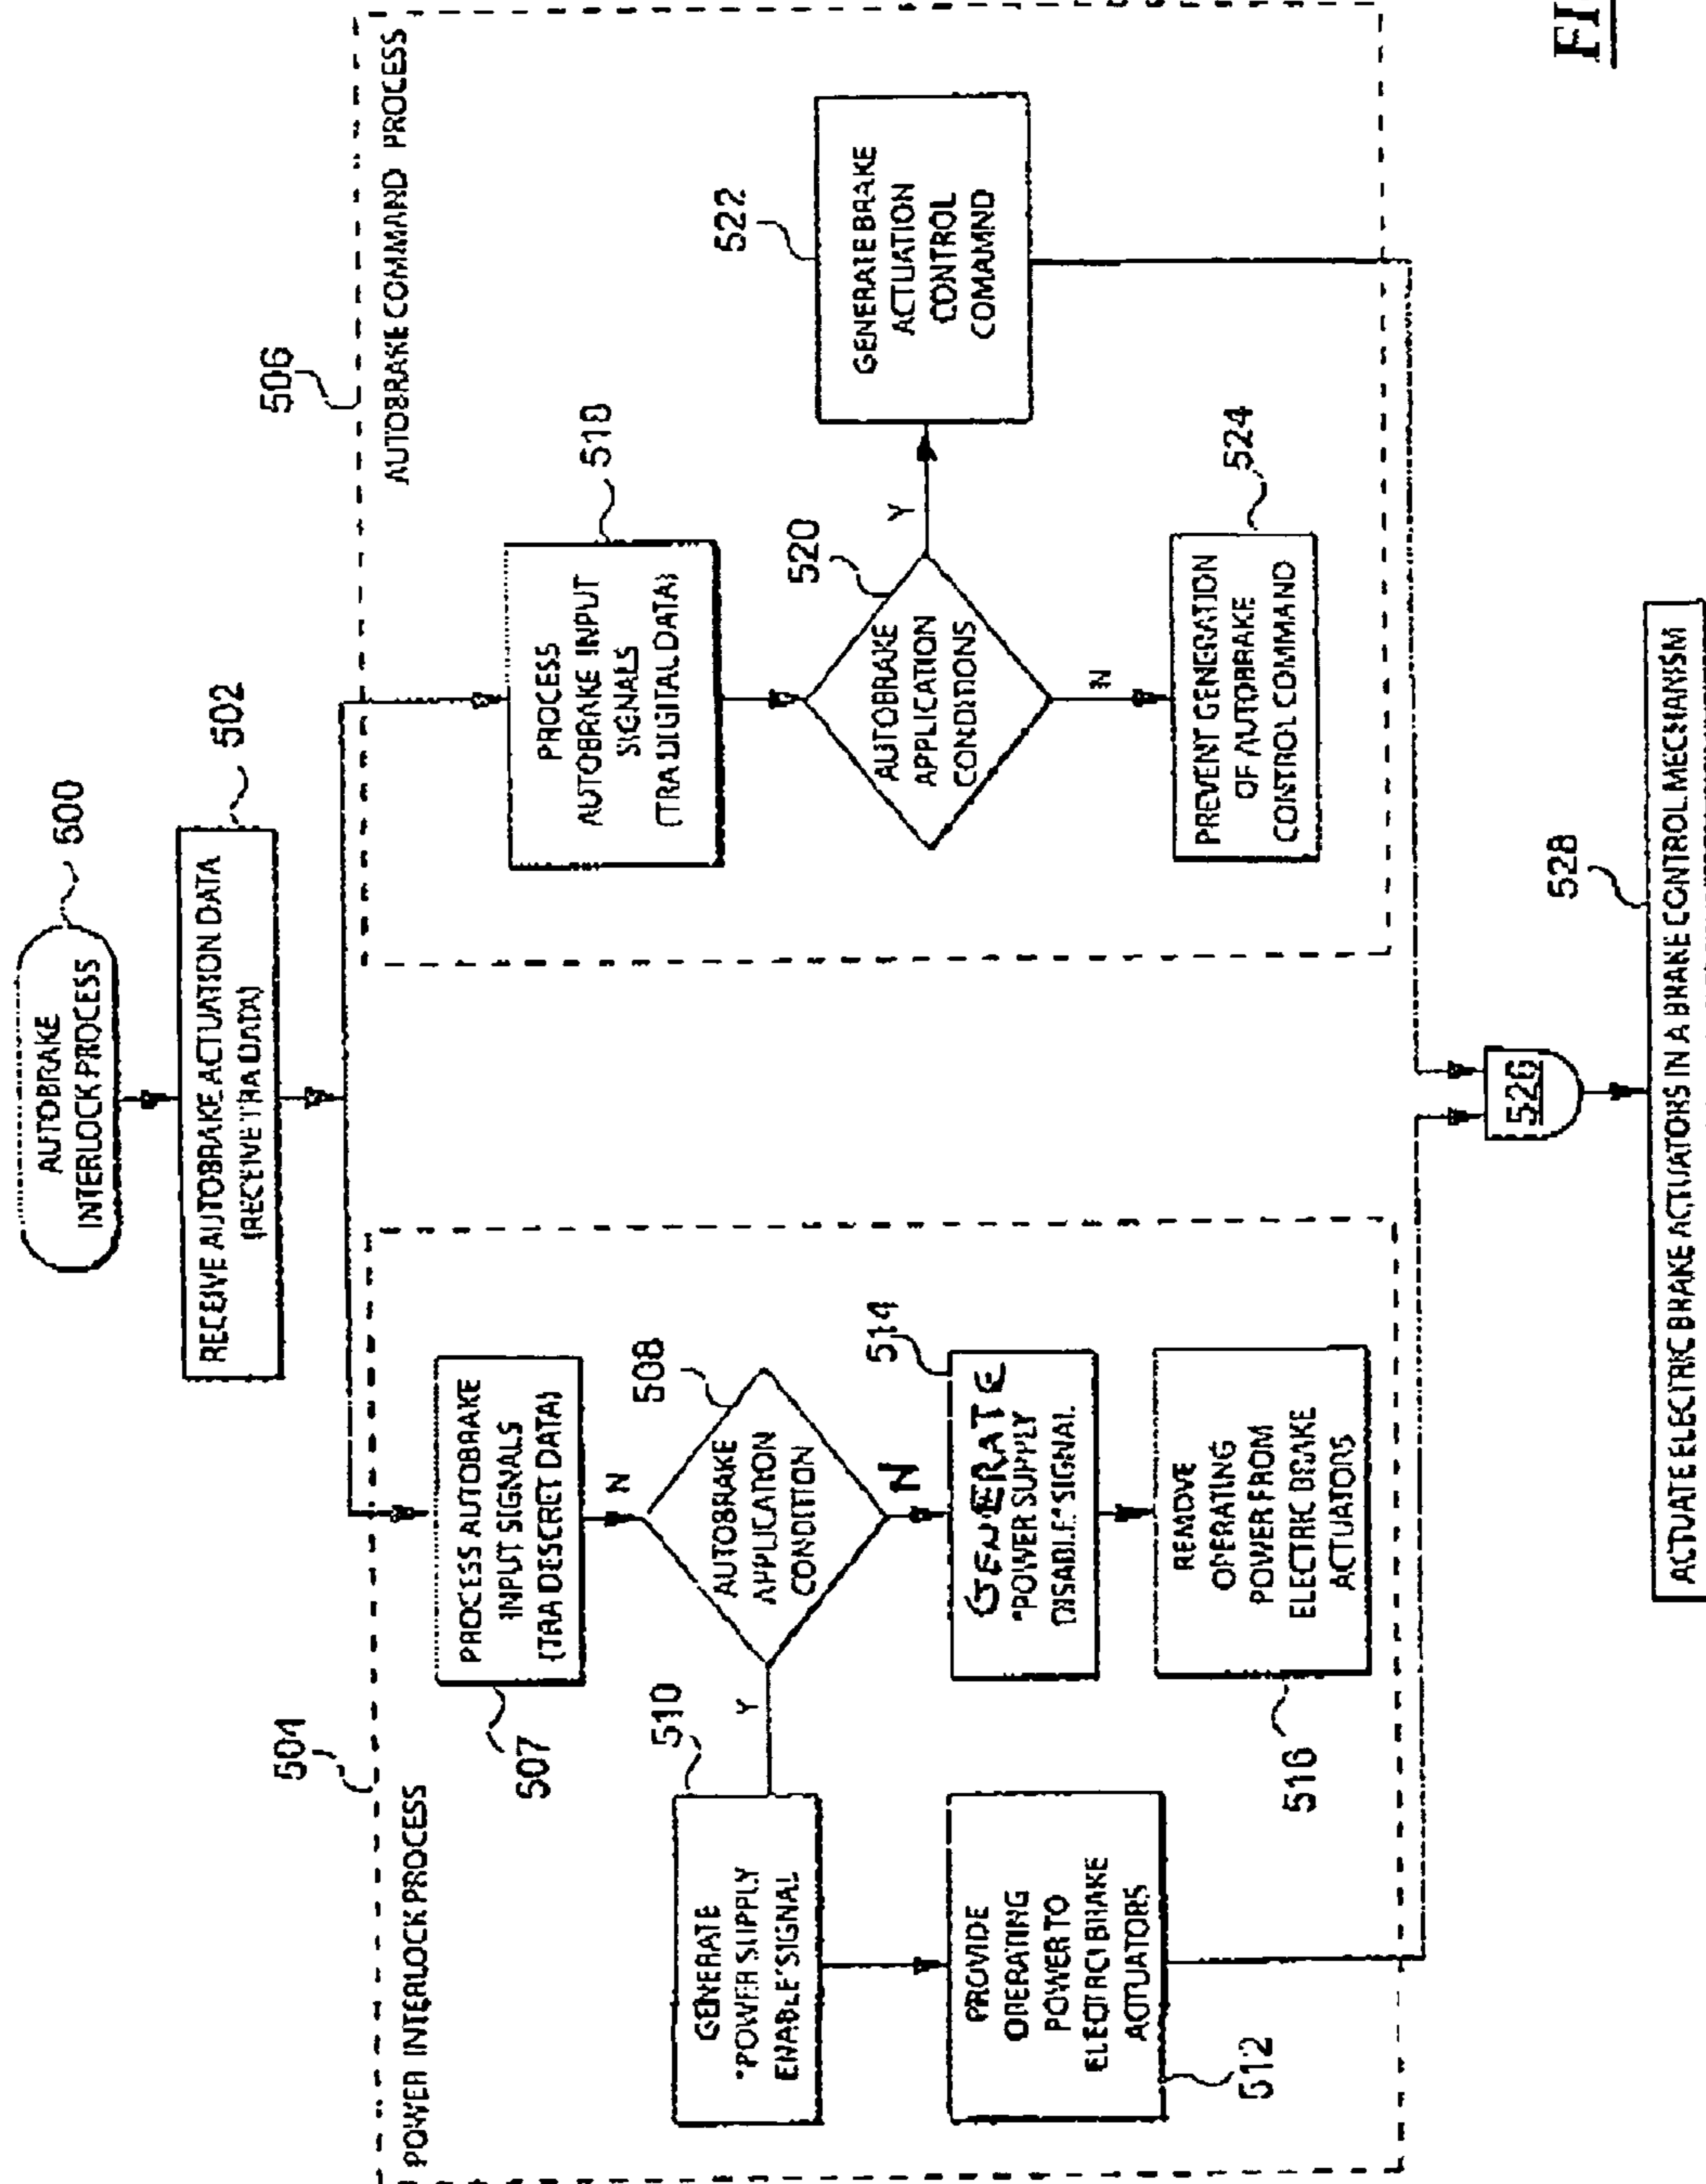 AUTOBRAKE
INTERLOCK PROCESS
500
RECEIVE AUTOBRAKE ACTUATION DATA
(RECEIVE TRA DATA)
502
504
POWER INTERLOCK PROCESS
PROCESS AUTOBRAKE
INPUT SIGNALS
(TRA DESCRET DATA)
507
N
AUTOBRAKE
APPLICATION
CONDITION
508
Y
N
GENERATE
"POWER SUPPLY
ENABLE" SIGNAL
510
PROVIDE
OPERATING
POWER TO
ELECTRCI BRAKE
ACTUATORS
512
GENERATE
"POWER SUPPLY
DISABLE" SIGNAL
514
REMOVE
OPERATING
POWER FROM
ELECTRIC BRAKE
ACTUATORS
516
506
AUTOBRAKE COMMAND PROCESS
PROCESS
AUTOBRAKE INPUT
SIGNALS
(TRA DIGITAL DATA)
518
AUTOBRAKE
APPLICATION
CONDITIONS
520
Y
N
GENERATE BRAKE
ACTUATION
CONTROL
COMAMND
522
PREVENT GENERATION
OF AUTOBRAKE
CONTROL COMMAND
524
526
528
ACTUATE ELECTRIC BRAKE ACTUATORS IN A BRAKE CONTROL MECHANISM
FI